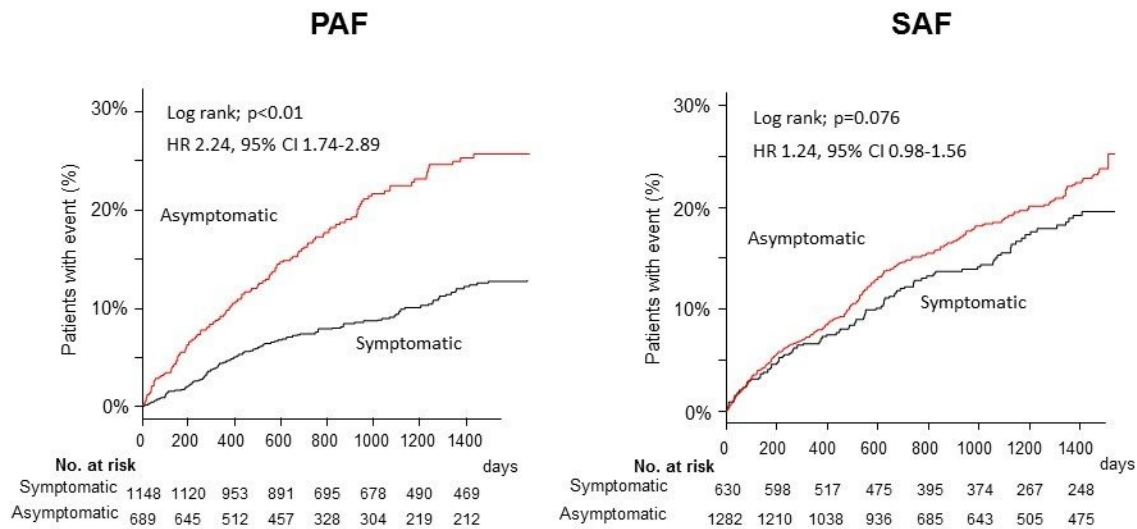 PAF
30%
20%
10%
0%
Patients with event (%)
Log rank; p<0.01
HR 2.24, 95% CI 1.74-2.89
Asymptomatic
Symptomatic
0 200 400 600 800 1000 1200 1400
days
No. at risk
Symptomatic 1148 1120 953 891 695 678 490 469
Asymptomatic 689 645 512 457 328 304 219 212
SAF
30%
20%
10%
0%
Patients with event (%)
Log rank; p=0.076
HR 1.24, 95% CI 0.98-1.56
Asymptomatic
Symptomatic
0 200 400 600 800 1000 1200 1400
days
No. at risk
Symptomatic 630 598 517 475 395 374 267 248
Asymptomatic 1282 1210 1038 936 685 643 505 475